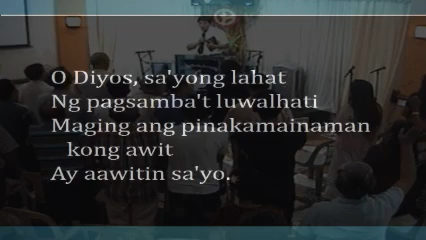 O Diyos, sa'yong lahat
Ng pagsamba't luwalhati
Maging ang pinakamainaman
kong awit
Ay aawitin sa'yo.